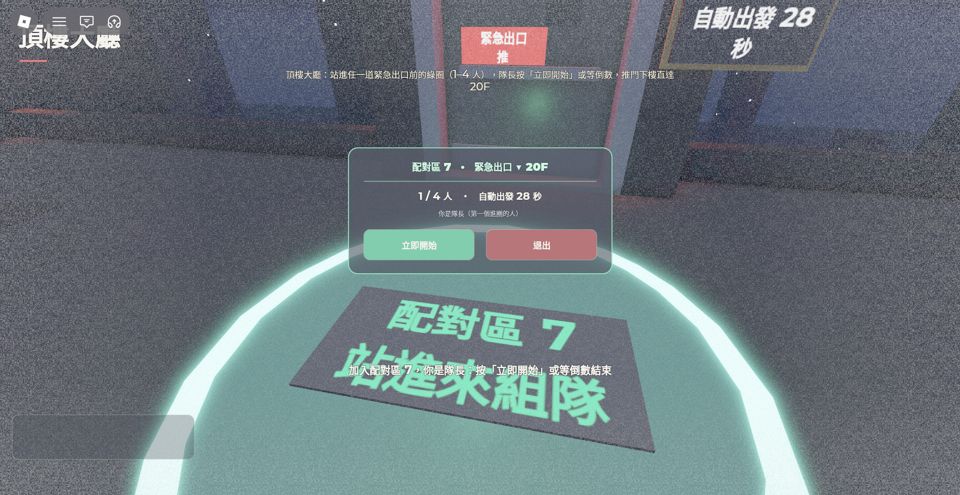 頂樓大廳
緊急出口
推
自動出發 28
秒
頂樓大廳：站進任一道緊急出口前的綠圈（1–4 人），隊長按「立即開始」或等倒數，推門下樓直達
20F
配對區 7 • 緊急出口 ▼ 20F
1 / 4 人 • 自動出發 28 秒
你是隊長（第一個進圈的人）
立即開始
退出
配對區 7
站進來組隊
加入配對區 7，你是隊長：按「立即開始」或等倒數結束